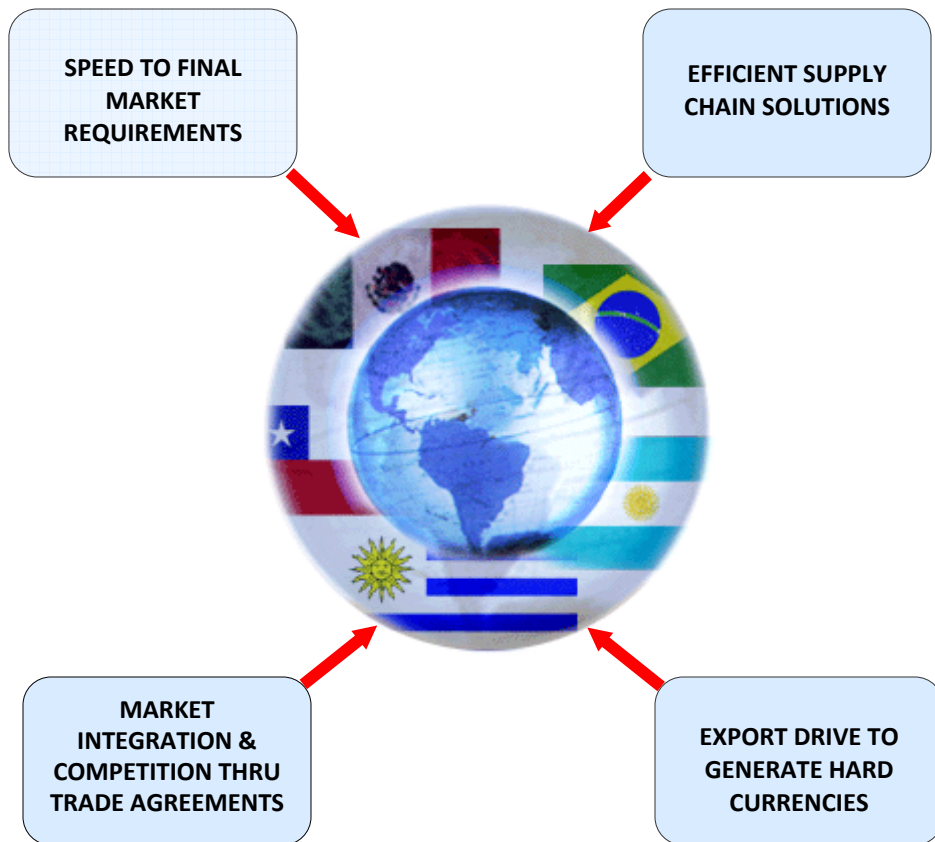 SPEED TO FINAL
MARKET
REQUIREMENTS
EFFICIENT SUPPLY
CHAIN SOLUTIONS
MARKET
INTEGRATION &
COMPETITION THRU
TRADE AGREEMENTS
EXPORT DRIVE TO
GENERATE HARD
CURRENCIES